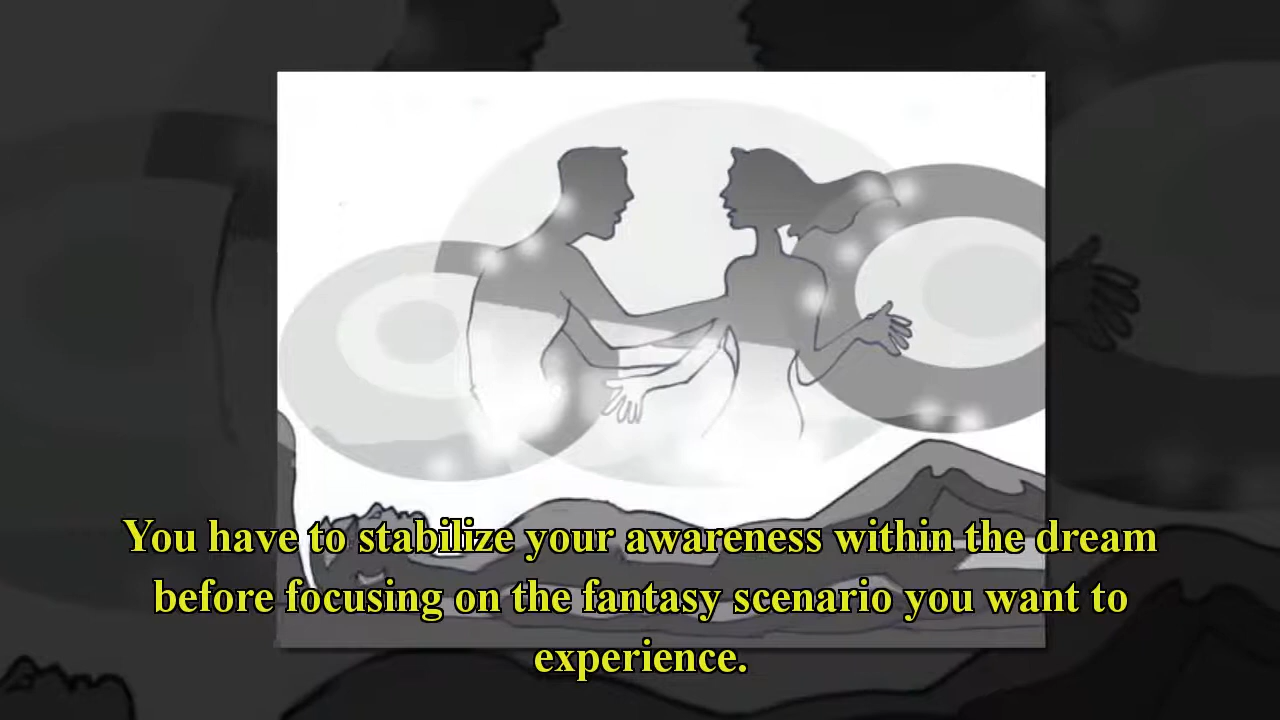 You have to stabilize your awareness within the dream
before focusing on the fantasy scenario you want to
experience.